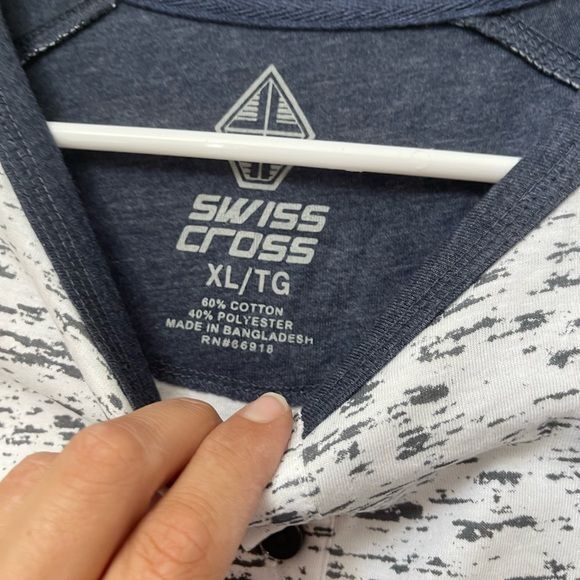 SWISS
CROSS
XL/TG
60% COTTON
40% POLYESTER
MADE IN BANGLADESH
RN#66918